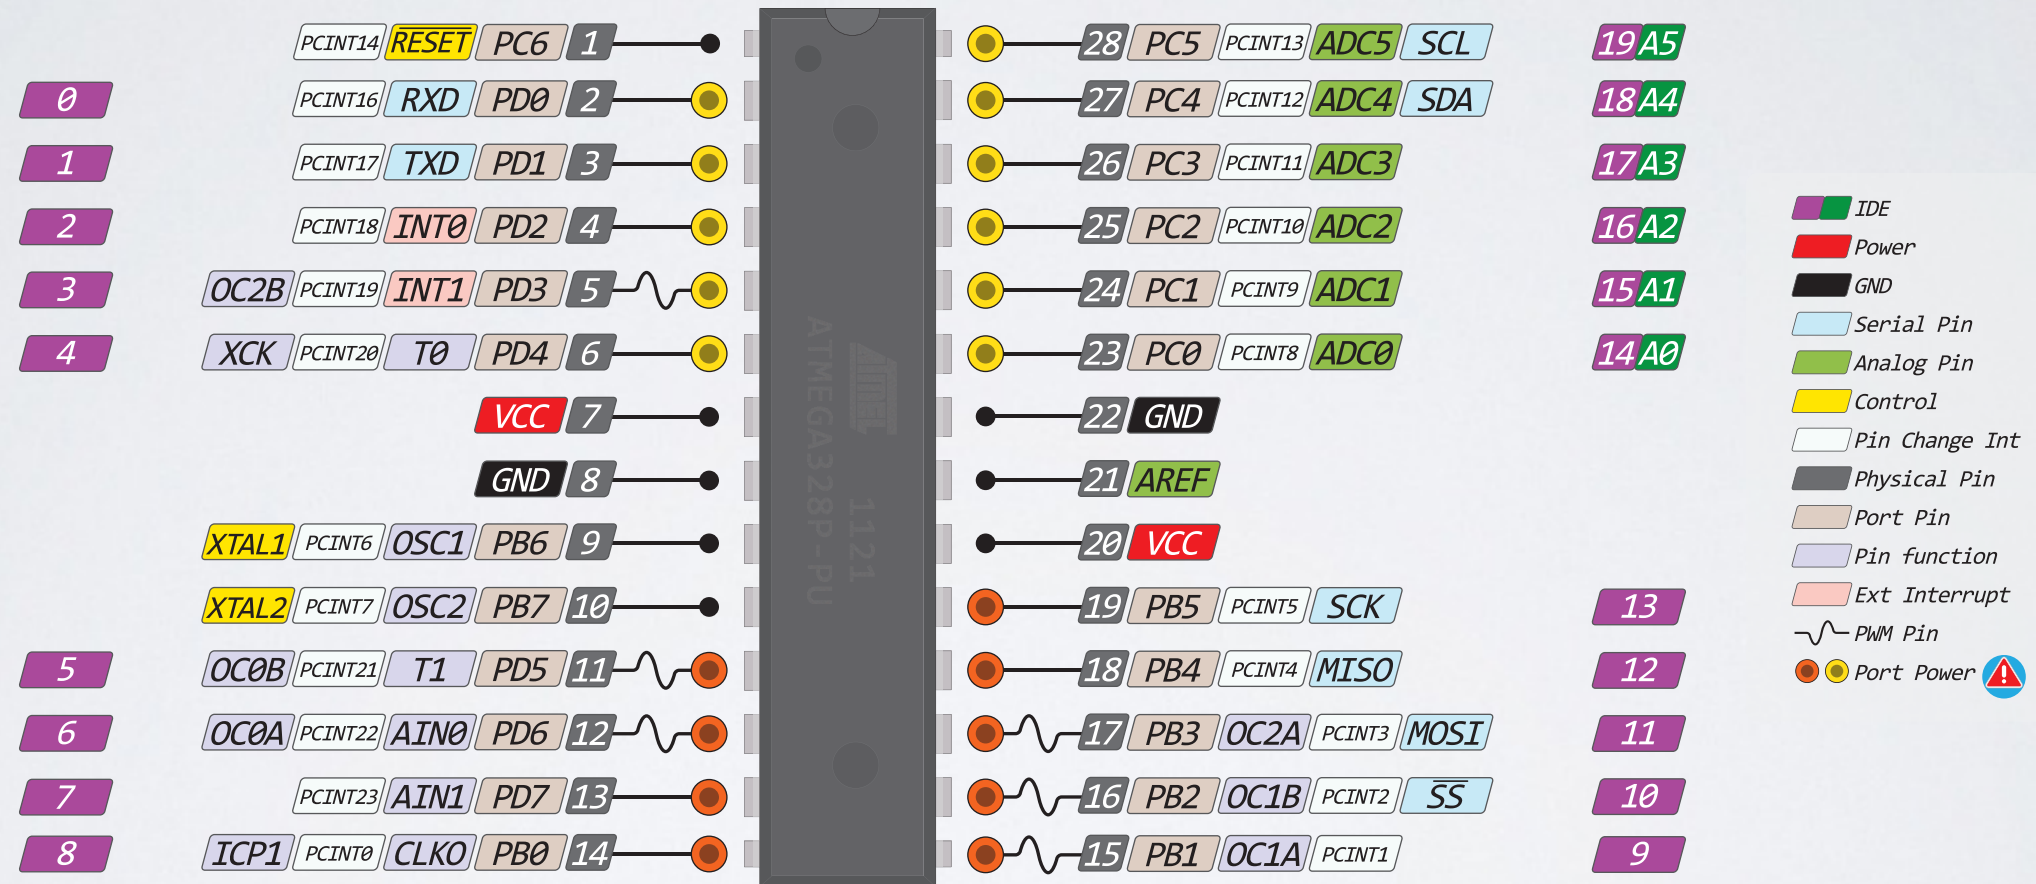 PCINT14 RESET PC6 1 28 PC5 PCINT13 ADC5 SCL 19 A5
0 PCINT16 RXD PD0 2 27 PC4 PCINT12 ADC4 SDA 18 A4
1 PCINT17 TXD PD1 3 26 PC3 PCINT11 ADC3 17 A3
2 PCINT18 INT0 PD2 4 25 PC2 PCINT10 ADC2 16 A2
3 OC2B PCINT19 INT1 PD3 5 24 PC1 PCINT9 ADC1 15 A1
4 XCK PCINT20 T0 PD4 6 23 PC0 PCINT8 ADC0 14 A0
VCC 7 22 GND
GND 8 21 AREF
XTAL1 PCINT6 OSC1 PB6 9 20 VCC
XTAL2 PCINT7 OSC2 PB7 10 19 PB5 PCINT5 SCK 13
5 OC0B PCINT21 T1 PD5 11 18 PB4 PCINT4 MISO 12
6 OC0A PCINT22 AIN0 PD6 12 17 PB3 OC2A PCINT3 MOSI 11
7 PCINT23 AIN1 PD7 13 16 PB2 OC1B PCINT2 SS 10
8 ICP1 PCINT0 CLKO PB0 14 15 PB1 OC1A PCINT1 9
ATMEL 1121
ATMEGA328P-PU
IDE
Power
GND
Serial Pin
Analog Pin
Control
Pin Change Int
Physical Pin
Port Pin
Pin function
Ext Interrupt
PWM Pin
Port Power !